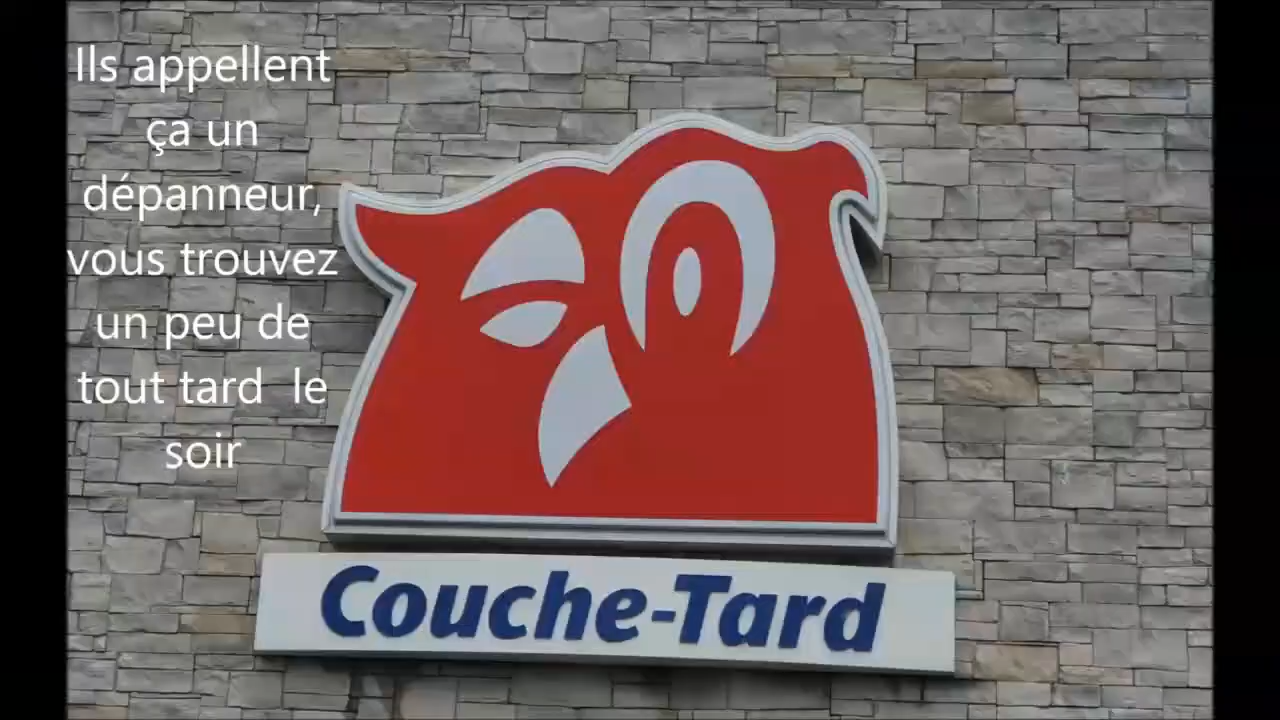 Ils appellent
ça un
dépanneur,
vous trouvez
un peu de
tout tard  le
soir
Couche-Tard